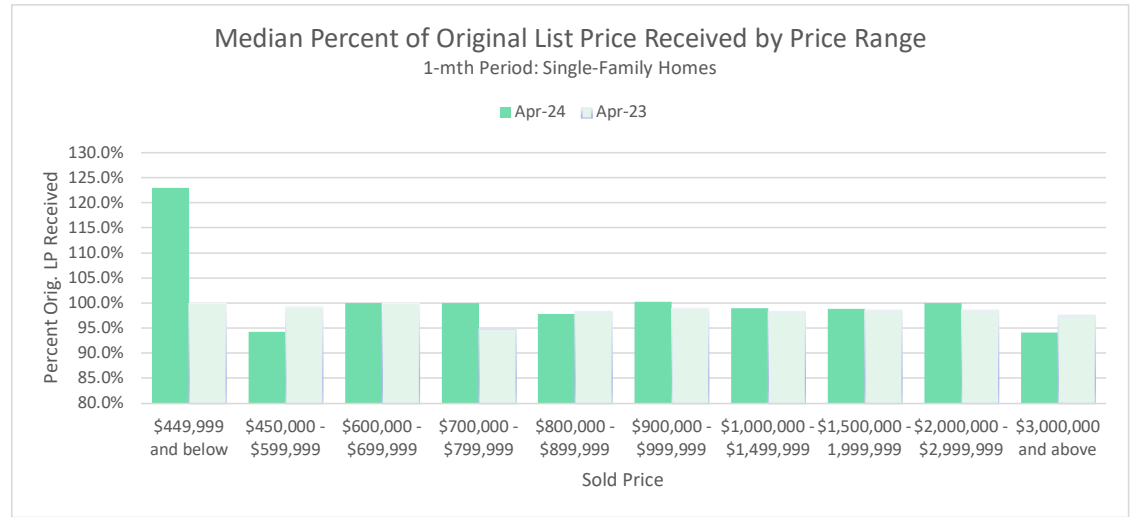 Median Percent of Original List Price Received by Price Range
1-mth Period: Single-Family Homes
Apr-24 Apr-23
Percent Orig. LP Received
130.0%
125.0%
120.0%
115.0%
110.0%
105.0%
100.0%
95.0%
90.0%
85.0%
80.0%
$449,999 $450,000 - $600,000 - $700,000 - $800,000 - $900,000 - $1,000,000 - $1,500,000 - $2,000,000 - $3,000,000
and below $599,999 $699,999 $799,999 $899,999 $999,999 $1,499,999 1,999,999 $2,999,999 and above
Sold Price